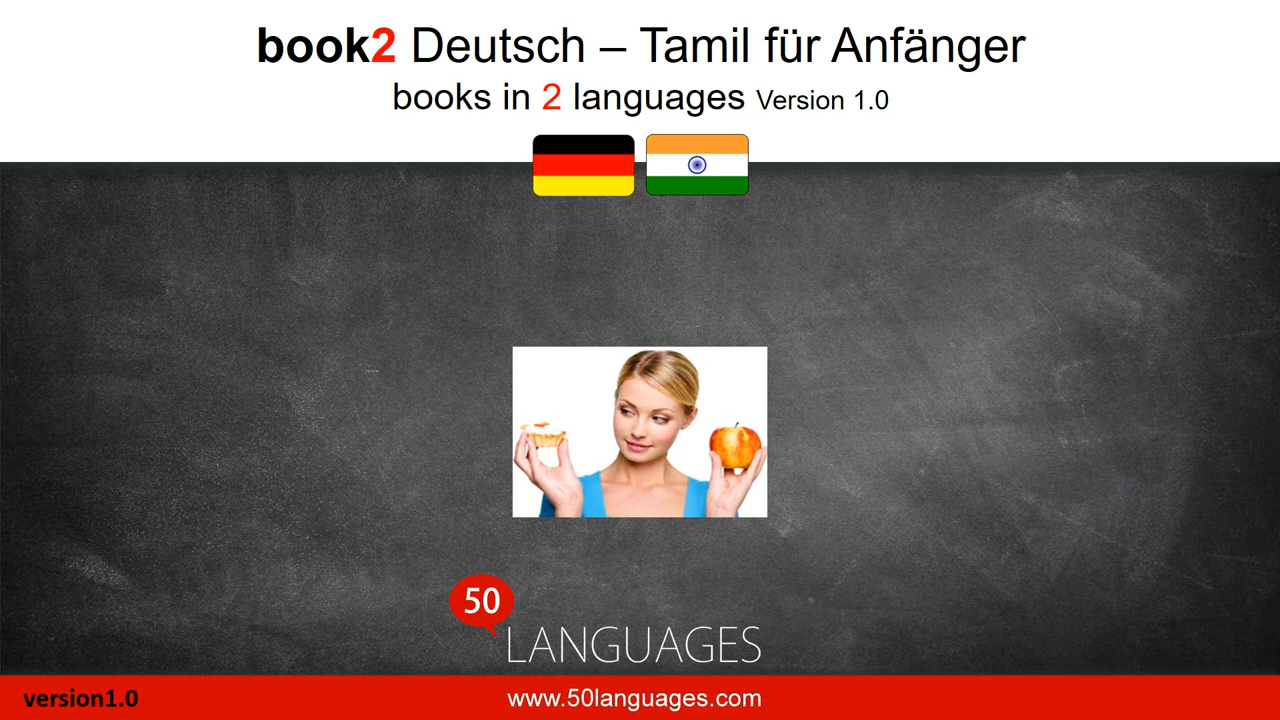 book2 Deutsch – Tamil für Anfänger
books in 2 languages Version 1.0
50
LANGUAGES
version1.0
www.50languages.com